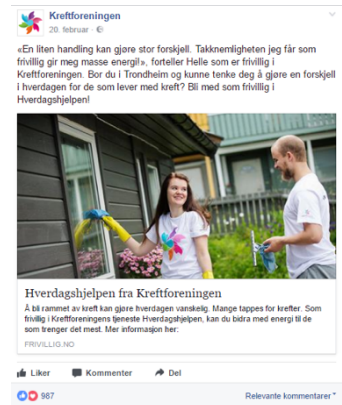 Kreftforeningen
20. februar ·
«En liten handling kan gjøre stor forskjell. Takknemligheten jeg får som
frivillig gir meg masse energi!», forteller Helle som er frivillig i
Kreftforeningen. Bor du i Trondheim og kunne tenke deg å gjøre en forskjell
i hverdagen for de som lever med kreft? Bli med som frivillig i
Hverdagshjelpen!
Hverdagshjelpen fra Kreftforeningen
Å bli rammet av kreft kan gjøre hverdagen vanskelig. Mange tappes for krefter. Som
frivillig i Kreftforeningens tjeneste Hverdagshjelpen, kan du bidra med energi til de
som trenger det mest. Mer informasjon her:
FRIVILLIG.NO
Liker Kommenter Del
987 Relevante kommentarer